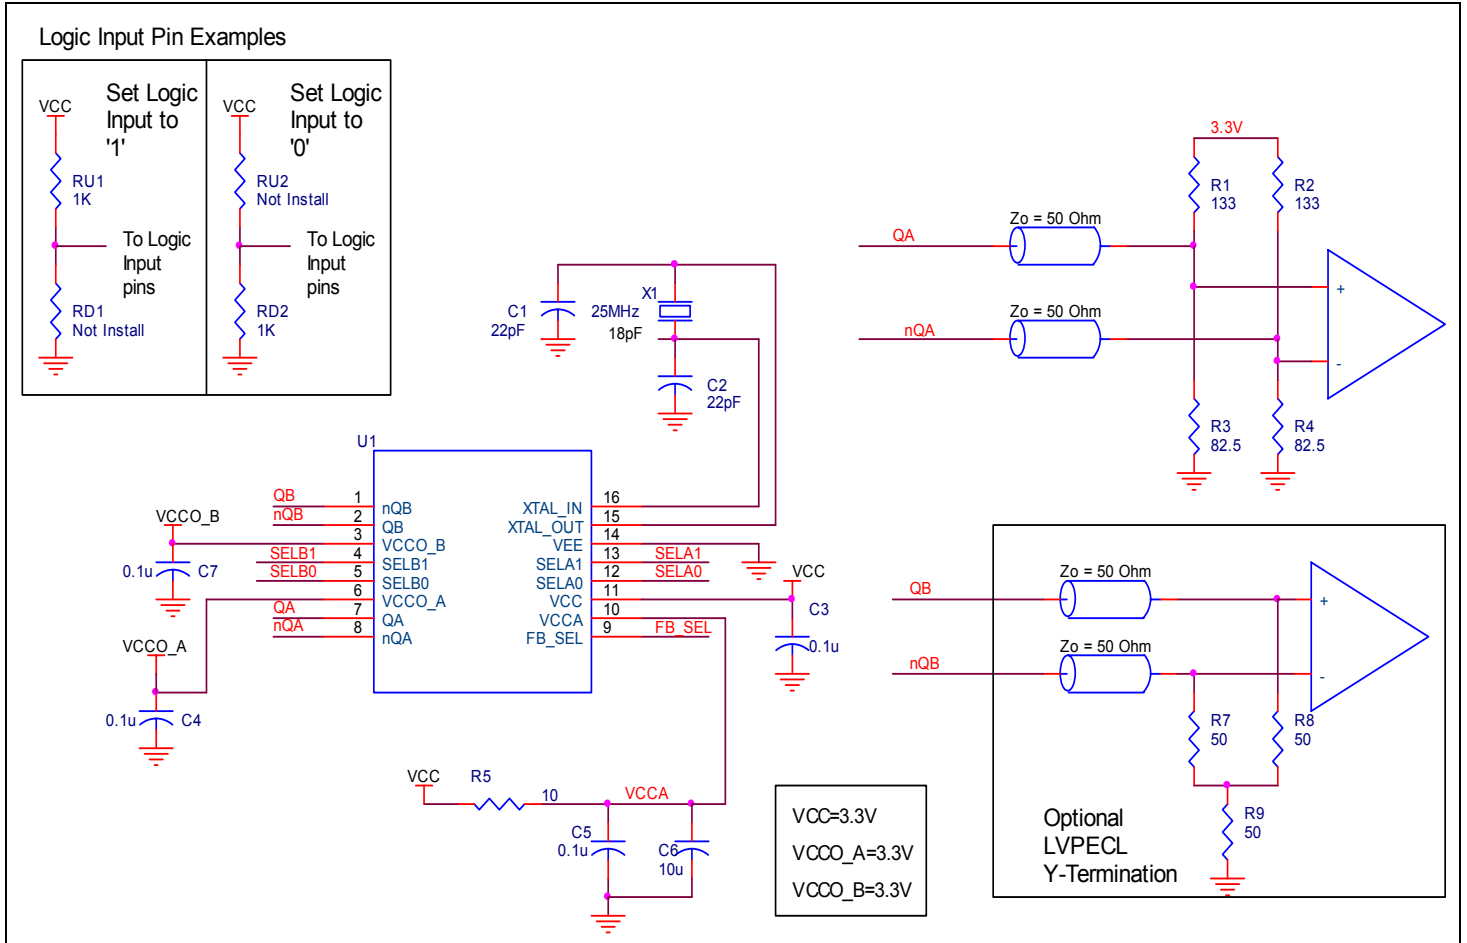 Logic Input Pin Examples
VCC
Set Logic
Input to
'1'
RU1
1K
To Logic
Input
pins
RD1
Not Install
VCC
Set Logic
Input to
'0'
RU2
Not Install
To Logic
Input
pins
RD2
1K
C1
22pF
X1
25MHz
18pF
C2
22pF
3.3V
R1
133
R2
133
QA
Zo = 50 Ohm
nQA
Zo = 50 Ohm
+
-
R3
82.5
R4
82.5
U1
QB 1 nQB
nQB 2 QB
VCCO_B
3 VCCO_B
SELB1 4 SELB1
SELB0 5 SELB0
6 VCCO_A
QA 7 QA
nQA 8 nQA
0.1u C7
VCCO_A
0.1u C4
XTAL_IN 16
XTAL_OUT 15
VEE 14
SELA1 13 SELA1
SELA0 12 SELA0
VCC 11
VCCA 10
FB_SEL 9 FB_SEL
VCC
C3
0.1u
QB
Zo = 50 Ohm
nQB
Zo = 50 Ohm
+
-
R7
50
R8
50
R9
50
Optional
LVPECL
Y-Termination
VCC
R5
10
VCCA
C5
0.1u
C6
10u
VCC=3.3V
VCCO_A=3.3V
VCCO_B=3.3V